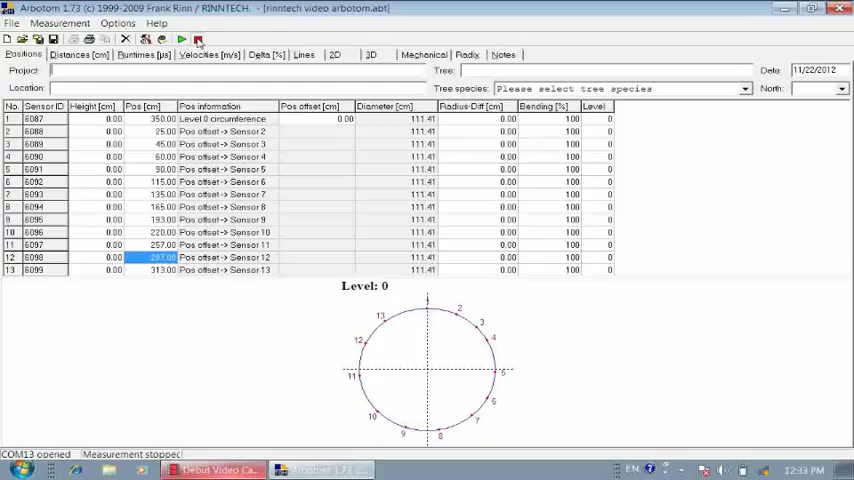 Arbotom 1.73 (c) 1999-2009 Frank Rinn / RINNTECH. - [rinntech video arbotom.abt]
File Measurement Options Help
Positions Distances [cm] Runtimes [µs] Velocities [m/s] Delta [%] Lines 2D 3D Mechanical Radix Notes
Project: Tree: Date: 11/22/2012
Location: Tree species: Please select tree species North:
No. Sensor ID Height [cm] Pos [cm] Pos information Pos offset [cm] Diameter [cm] Radius-Diff [cm] Bending [%] Level
1 6087 0.00 350.00 Level 0 circumference 0.00 111.41 0.00 100 0
2 6088 0.00 25.00 Pos offset-> Sensor 2 111.41 0.00 100 0
3 6089 0.00 45.00 Pos offset-> Sensor 3 111.41 0.00 100 0
4 6090 0.00 60.00 Pos offset-> Sensor 4 111.41 0.00 100 0
5 6091 0.00 90.00 Pos offset-> Sensor 5 111.41 0.00 100 0
6 6092 0.00 115.00 Pos offset-> Sensor 6 111.41 0.00 100 0
7 6093 0.00 135.00 Pos offset-> Sensor 7 111.41 0.00 100 0
8 6094 0.00 165.00 Pos offset-> Sensor 8 111.41 0.00 100 0
9 6095 0.00 193.00 Pos offset-> Sensor 9 111.41 0.00 100 0
10 6096 0.00 220.00 Pos offset-> Sensor 10 111.41 0.00 100 0
11 6097 0.00 257.00 Pos offset-> Sensor 11 111.41 0.00 100 0
12 6098 0.00 287.00 Pos offset-> Sensor 12 111.41 0.00 100 0
13 6099 0.00 313.00 Pos offset-> Sensor 13 111.41 0.00 100 0
Level: 0
1
2
13
3
4
12
5
11
6
10
7
9
8
COM13 opened Measurement stopped
Debut Video Ca... Arbotom 1.73 (... EN 12:33 PM